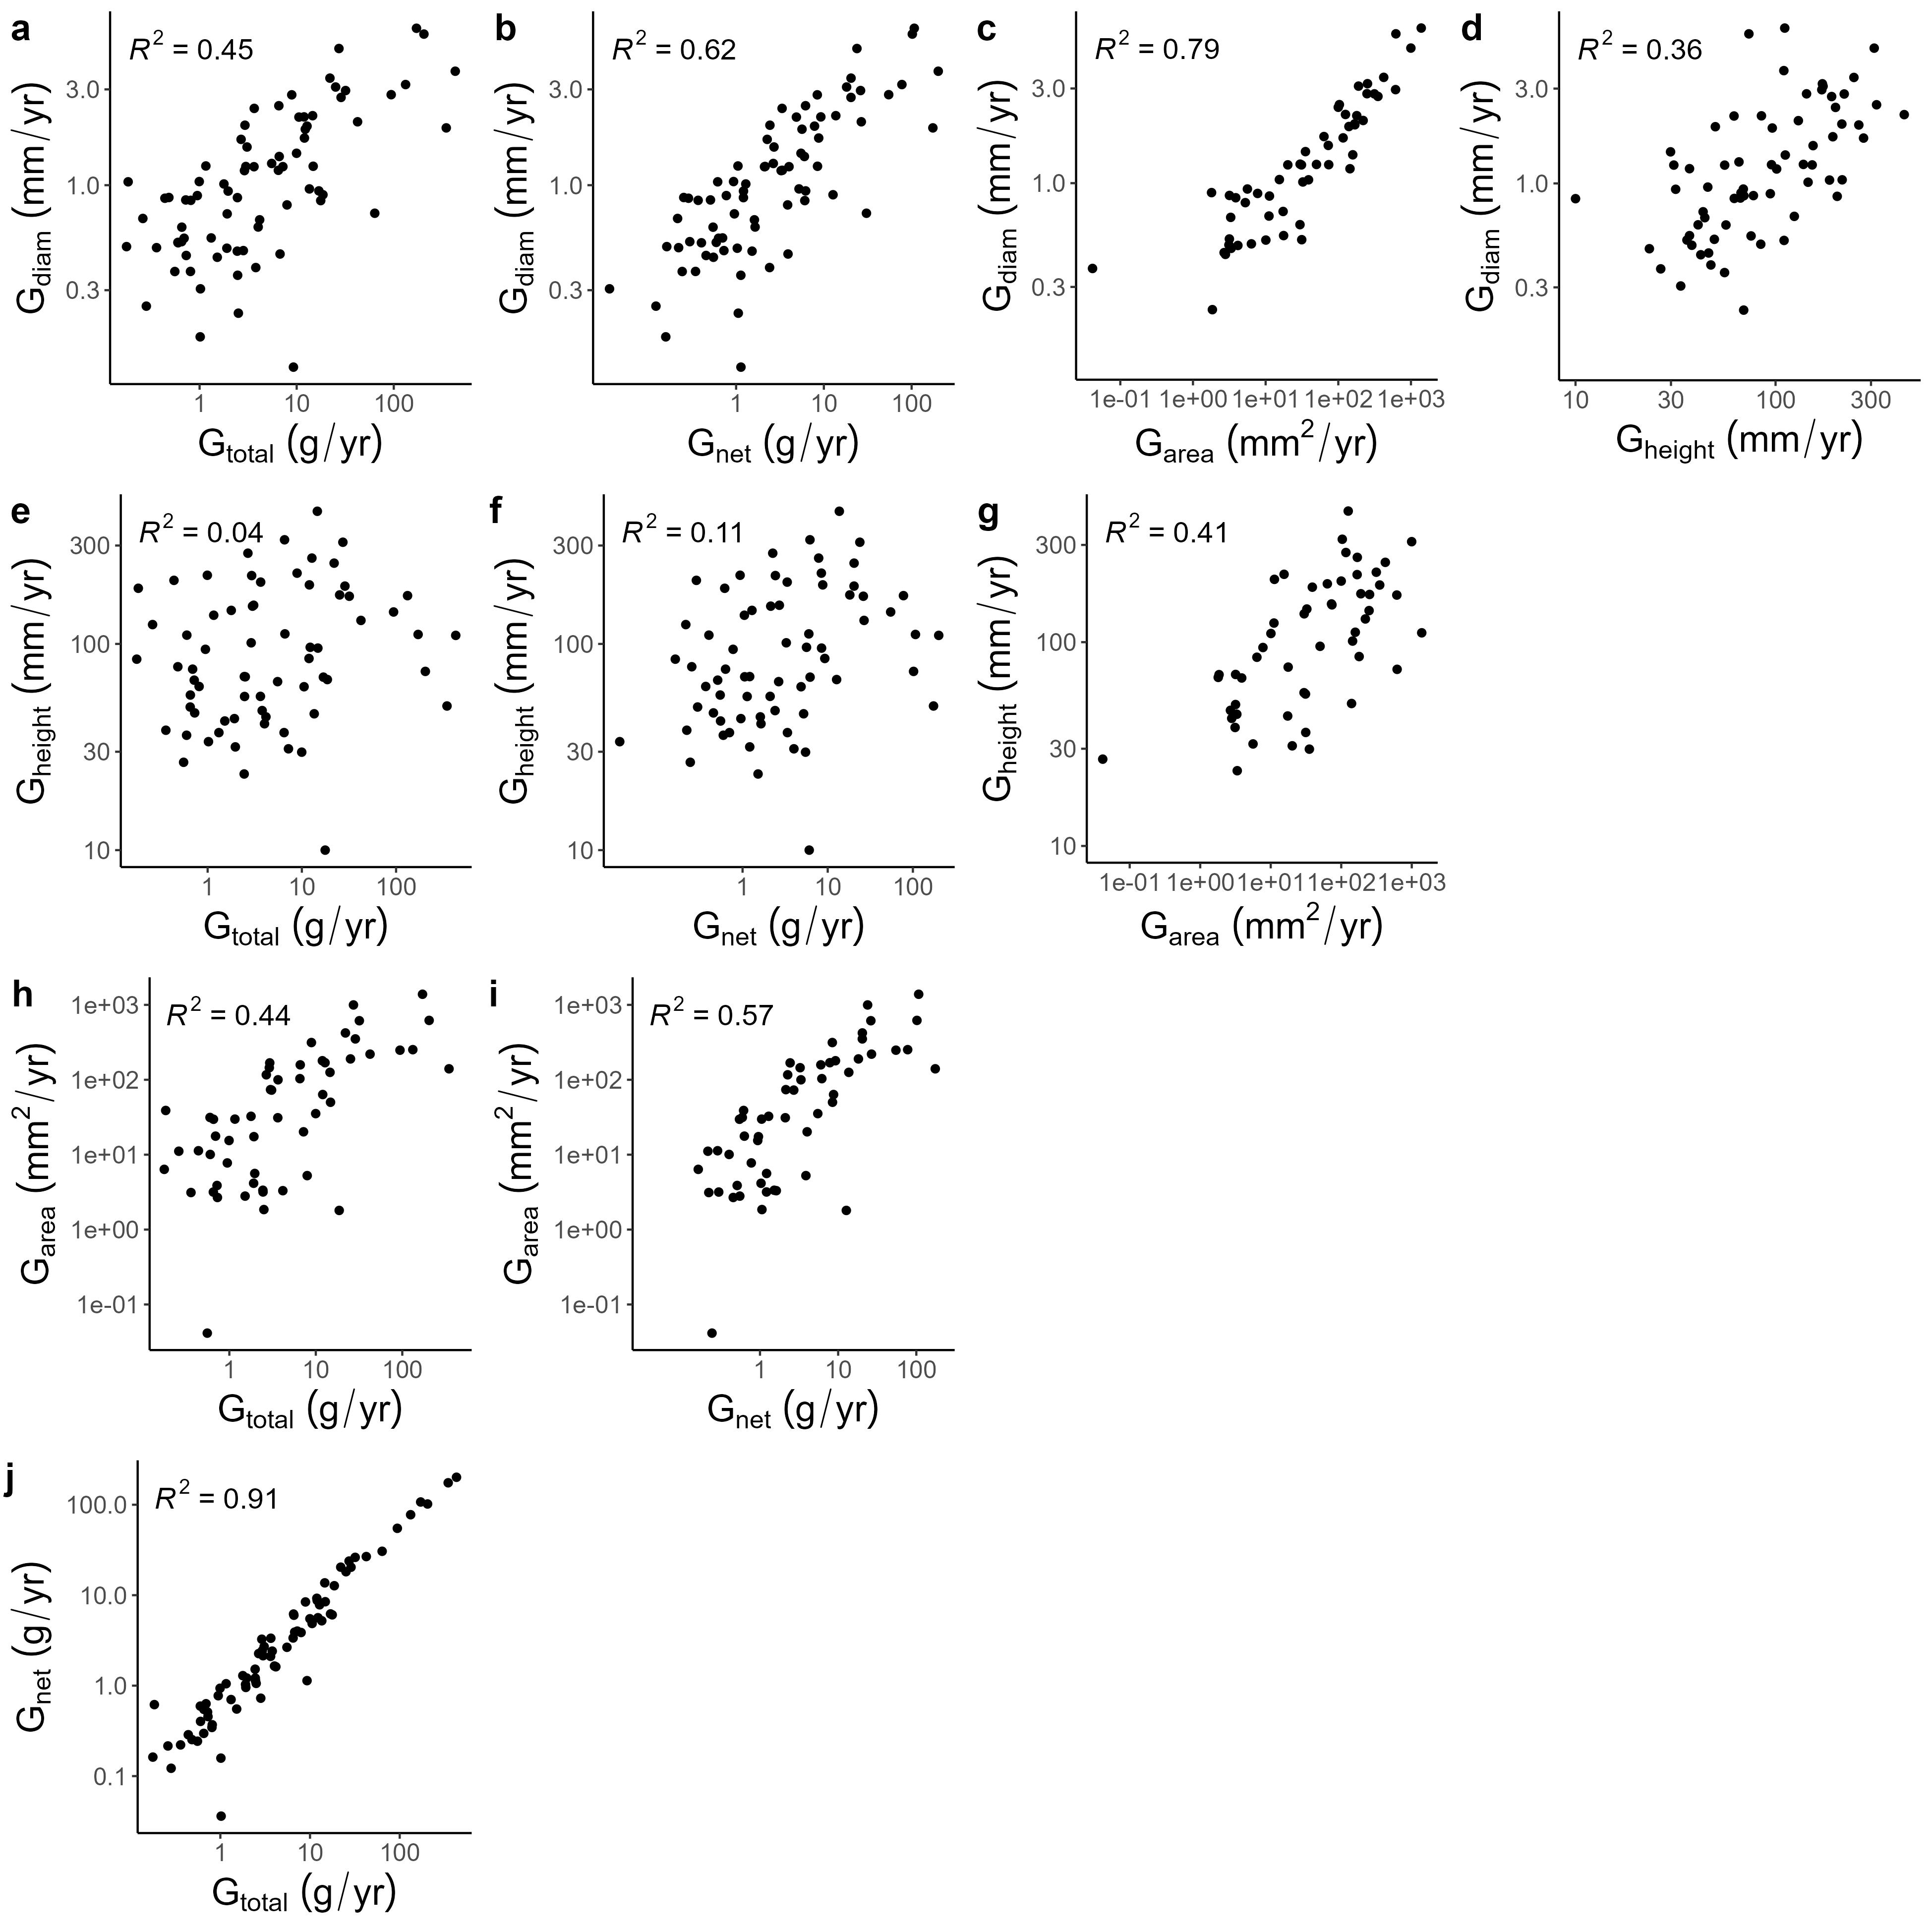 a
R² = 0.45
G_diam (mm/yr)
3.0
1.0
0.3
1 10 100
G_total (g/yr)
b
R² = 0.62
G_diam (mm/yr)
3.0
1.0
0.3
1 10 100
G_net (g/yr)
c
R² = 0.79
G_diam (mm/yr)
3.0
1.0
0.3
1e-01 1e+00 1e+01 1e+02 1e+03
G_area (mm²/yr)
d
R² = 0.36
G_diam (mm/yr)
3.0
1.0
0.3
10 30 100 300
G_height (mm/yr)
e
R² = 0.04
G_height (mm/yr)
300
100
30
10
1 10 100
G_total (g/yr)
f
R² = 0.11
G_height (mm/yr)
300
100
30
10
1 10 100
G_net (g/yr)
g
R² = 0.41
G_height (mm/yr)
300
100
30
10
1e-01 1e+00 1e+01 1e+02 1e+03
G_area (mm²/yr)
h
R² = 0.44
G_area (mm²/yr)
1e+03
1e+02
1e+01
1e+00
1e-01
1 10 100
G_total (g/yr)
i
R² = 0.57
G_area (mm²/yr)
1e+03
1e+02
1e+01
1e+00
1e-01
1 10 100
G_net (g/yr)
j
R² = 0.91
G_net (g/yr)
100.0
10.0
1.0
0.1
1 10 100
G_total (g/yr)